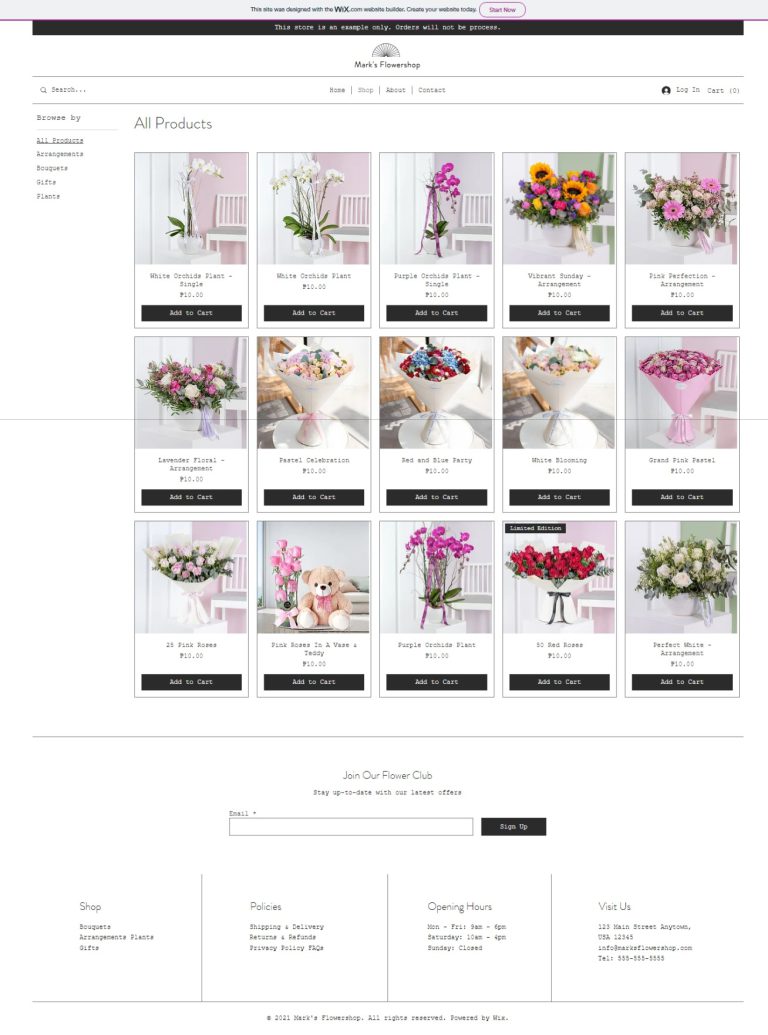 This site was designed with the WiX.com website builder. Create your website today. Start Now
This store is an example only. Orders will not be process.
Mark's Flowershop
Search...
Home Shop About Contact
Log In Cart (0)
Browse by
All Products
Arrangements
Bouquets
Gifts
Plants
All Products
White Orchids Plant -
Single
₱10.00
Add to Cart
White Orchids Plant
₱10.00
Add to Cart
Purple Orchids Plant -
Single
₱10.00
Add to Cart
Vibrant Sunday -
Arrangement
₱10.00
Add to Cart
Pink Perfection -
Arrangement
₱10.00
Add to Cart
Lavender Floral -
Arrangement
₱10.00
Add to Cart
Pastel Celebration
₱10.00
Add to Cart
Red and Blue Party
₱10.00
Add to Cart
White Blooming
₱10.00
Add to Cart
Grand Pink Pastel
₱10.00
Add to Cart
25 Pink Roses
₱10.00
Add to Cart
Pink Roses In A Vase &
Teddy
₱10.00
Add to Cart
Purple Orchids Plant
₱10.00
Add to Cart
Limited Edition
50 Red Roses
₱10.00
Add to Cart
Perfect White -
Arrangement
₱10.00
Add to Cart
Join Our Flower Club
Stay up-to-date with our latest offers
Email *
Sign Up
Shop
Bouquets
Arrangements Plants
Gifts
Policies
Shipping & Delivery
Returns & Refunds
Privacy Policy FAQs
Opening Hours
Mon - Fri: 9am - 6pm
Saturday: 10am - 4pm
Sunday: Closed
Visit Us
123 Main Street Anytown,
USA 12345
info@marksflowershop.com
Tel: 555-555-5555
© 2021 Mark's Flowershop. All rights reserved. Powered by Wix.